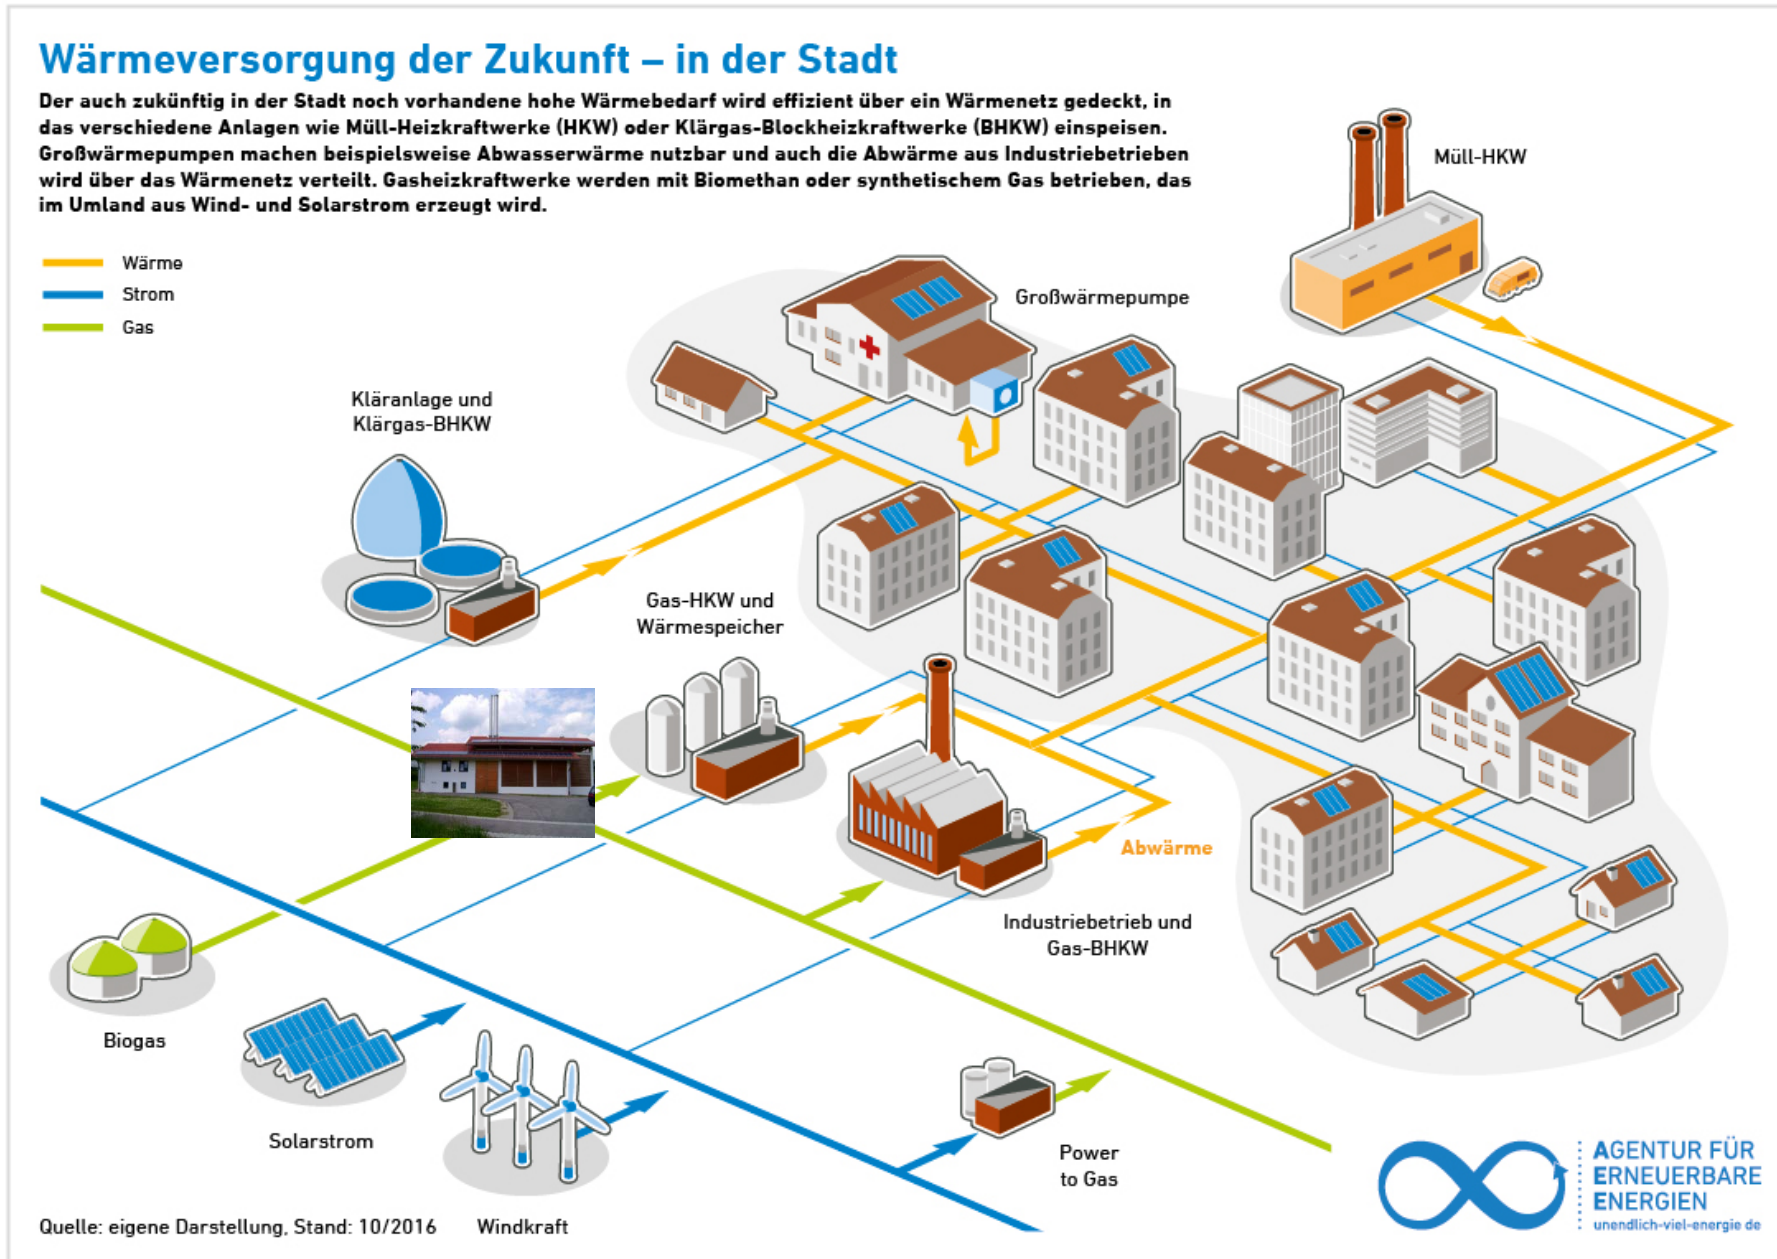 Wärmeversorgung der Zukunft – in der Stadt
Der auch zukünftig in der Stadt noch vorhandene hohe Wärmebedarf wird effizient über ein Wärmenetz gedeckt, in
das verschiedene Anlagen wie Müll-Heizkraftwerke (HKW) oder Klärgas-Blockheizkraftwerke (BHKW) einspeisen.
Großwärmepumpen machen beispielsweise Abwasserwärme nutzbar und auch die Abwärme aus Industriebetrieben
wird über das Wärmenetz verteilt. Gasheizkraftwerke werden mit Biomethan oder synthetischem Gas betrieben, das
im Umland aus Wind- und Solarstrom erzeugt wird.
Wärme
Strom
Gas
Müll-HKW
Großwärmepumpe
Kläranlage und
Klärgas-BHKW
Gas-HKW und
Wärmespeicher
Abwärme
Industriebetrieb und
Gas-BHKW
Biogas
Solarstrom
Windkraft
Power
to Gas
Quelle: eigene Darstellung, Stand: 10/2016
AGENTUR FÜR
ERNEUERBARE
ENERGIEN
unendlich-viel-energie de